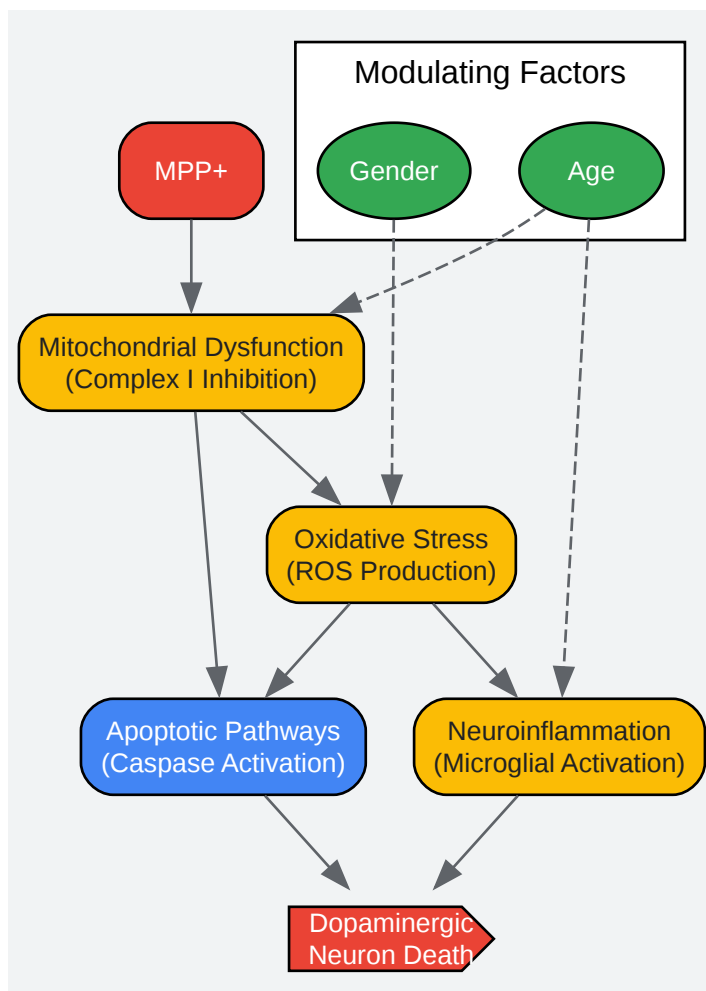 Modulating Factors
MPP+
Gender
Age
Mitochondrial Dysfunction
(Complex I Inhibition)
Oxidative Stress
(ROS Production)
Apoptotic Pathways
(Caspase Activation)
Neuroinflammation
(Microglial Activation)
Dopaminergic
Neuron Death